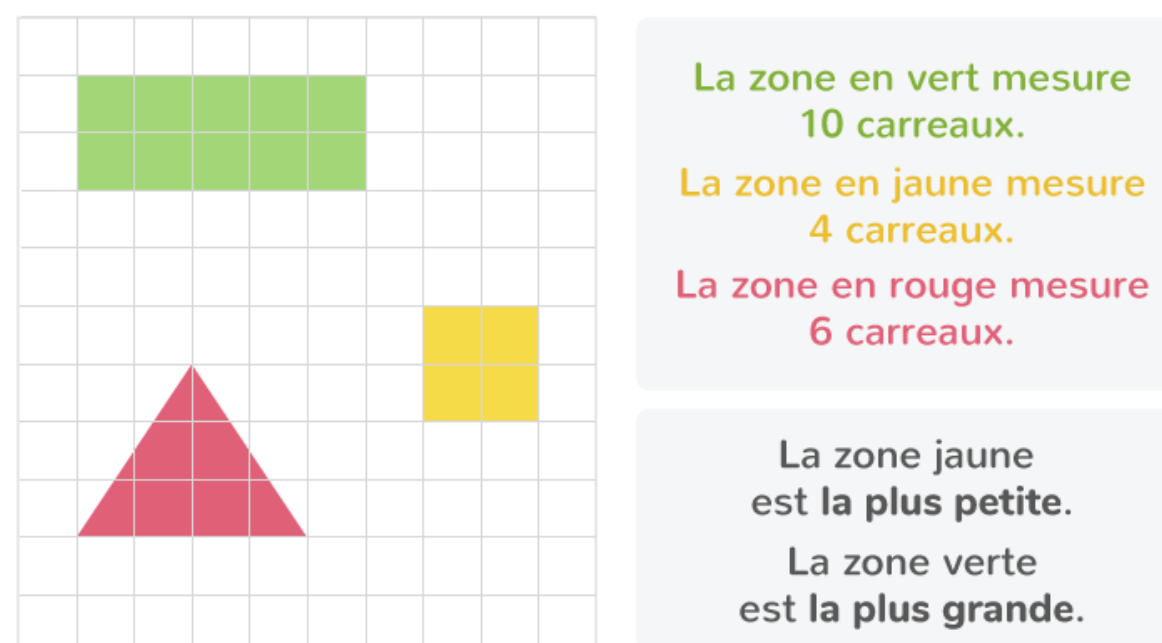 La zone en vert mesure
10 carreaux.
La zone en jaune mesure
4 carreaux.
La zone en rouge mesure
6 carreaux.
La zone jaune
est la plus petite.
La zone verte
est la plus grande.